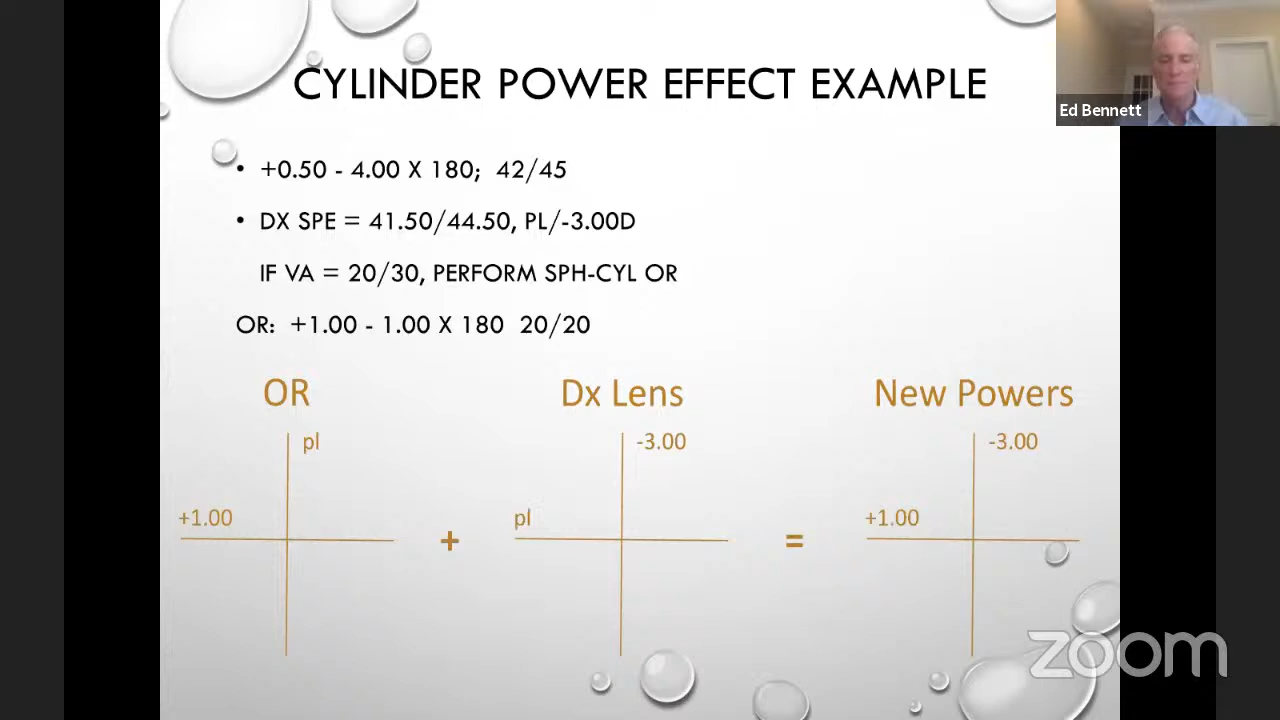 CYLINDER POWER EFFECT EXAMPLE
Ed Bennett
• +0.50 - 4.00 X 180; 42/45
• DX SPE = 41.50/44.50, PL/-3.00D
IF VA = 20/30, PERFORM SPH-CYL OR
OR: +1.00 - 1.00 X 180 20/20
OR
Dx Lens
New Powers
pl
-3.00
-3.00
+1.00
pl
+1.00
+
=
zoom